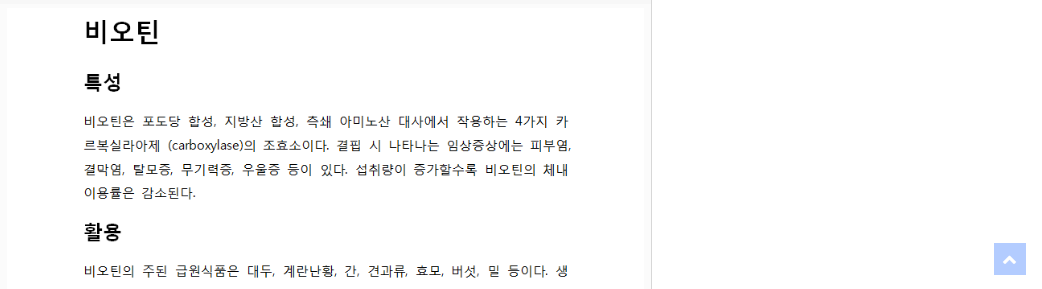 비오틴
특성
비오틴은 포도당 합성, 지방산 합성, 측쇄 아미노산 대사에서 작용하는 4가지 카
르복실라아제 (carboxylase)의 조효소이다. 결핍 시 나타나는 임상증상에는 피부염,
결막염, 탈모증, 무기력증, 우울증 등이 있다. 섭취량이 증가할수록 비오틴의 체내
이용률은 감소된다.
활용
비오틴의 주된 급원식품은 대두, 계란난황, 간, 견과류, 효모, 버섯, 밀 등이다. 생